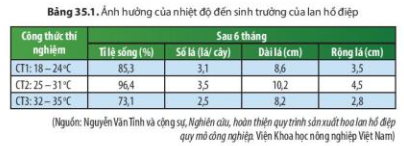 Bảng 35.1. Ảnh hưởng của nhiệt độ đến sinh trưởng của lan hồ điệp
Công thức thí nghiệm
Sau 6 tháng
Tỉ lệ sống (%) Số lá (lá/ cây) Dài lá (cm) Rộng lá (cm)
CT1: 18 – 24 °C 85,3 3,1 8,6 3,5
CT2: 25 – 31 °C 96,4 3,5 10,2 4,5
CT3: 32 – 35 °C 73,1 2,5 8,2 2,8
(Nguồn: Nguyễn Văn Tỉnh và cộng sự, Nghiên cứu, hoàn thiện quy trình sản xuất hoa lan hồ điệp
quy mô công nghiệp. Viện Khoa học nông nghiệp Việt Nam)